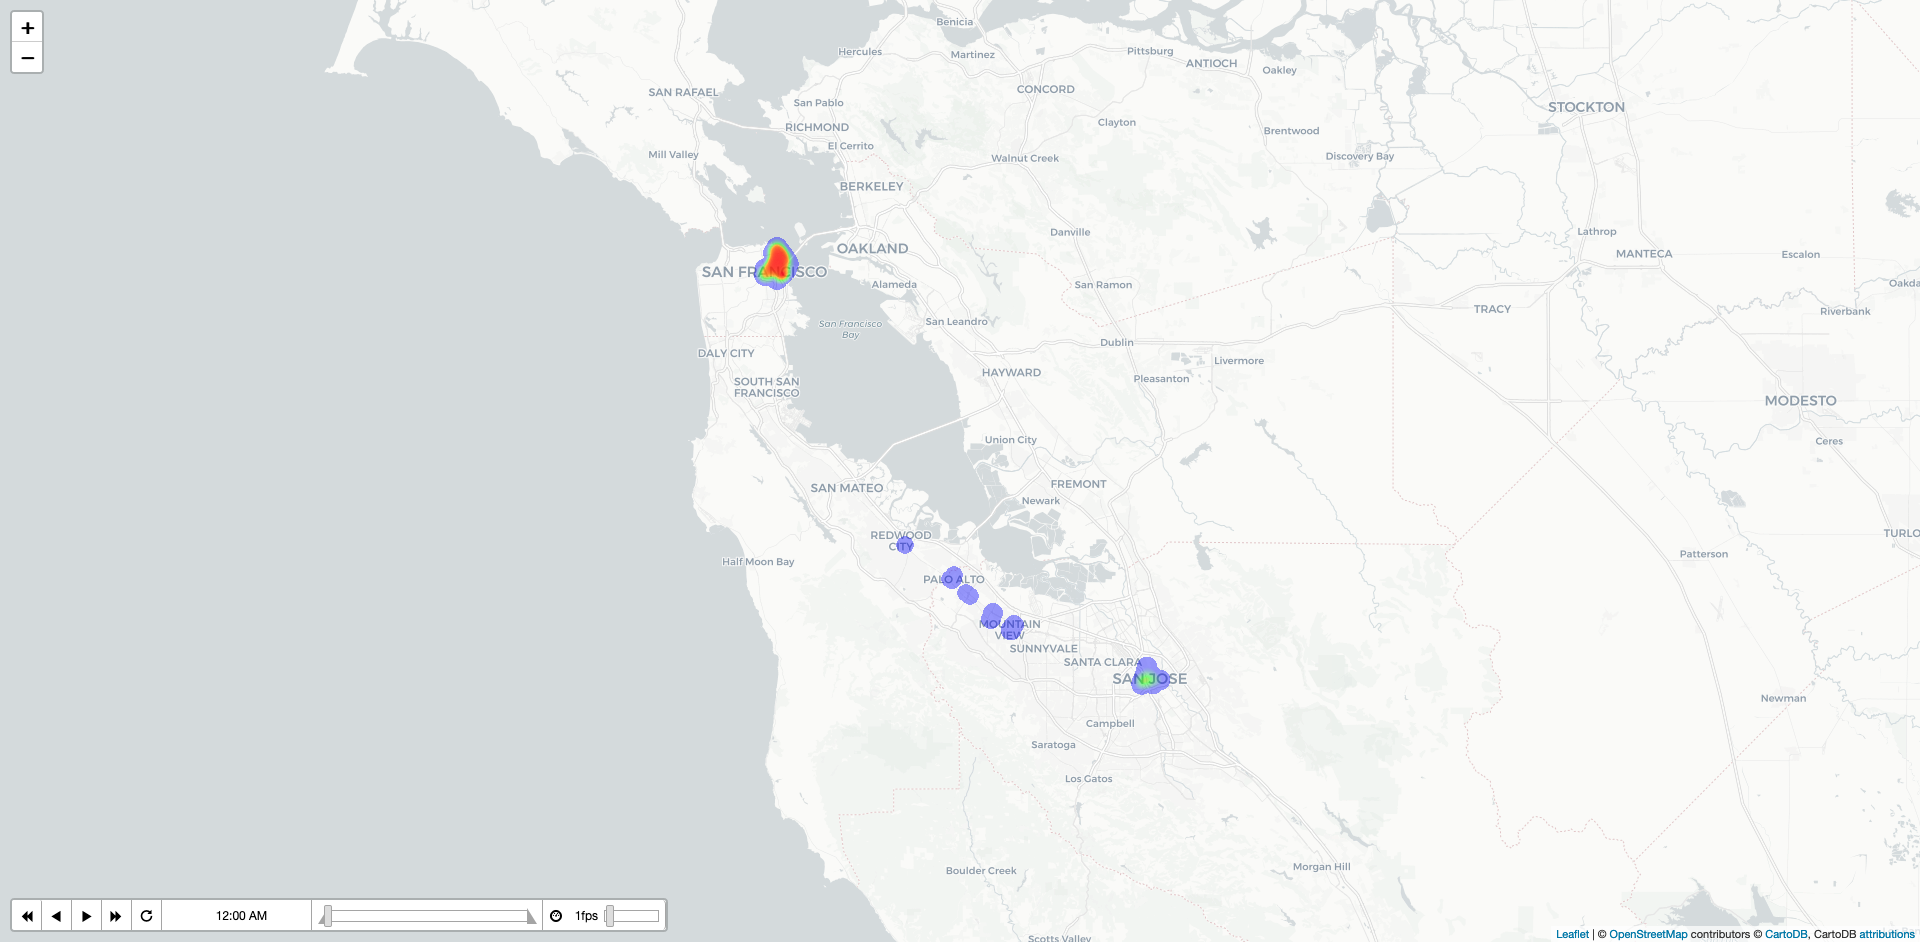 +
−
Benicia
Hercules
Martinez
Pittsburg
ANTIOCH
Oakley
SAN RAFAEL
CONCORD
San Pablo
STOCKTON
RICHMOND
Clayton
Brentwood
El Cerrito
Mill Valley
Walnut Creek
Discovery Bay
BERKELEY
Danville
Lathrop
OAKLAND
MANTECA
Escalon
SAN FRANCISCO
Alameda
San Ramon
Oakda
TRACY
Riverbank
San Francisco
Bay
San Leandro
Dublin
DALY CITY
Livermore
HAYWARD
Pleasanton
SOUTH SAN
FRANCISCO
MODESTO
Union City
Ceres
SAN MATEO
FREMONT
Newark
REDWOOD
CITY
TURLO
Half Moon Bay
Patterson
PALO ALTO
MOUNTAIN
VIEW
SUNNYVALE
SANTA CLARA
SAN JOSE
Newman
Campbell
Saratoga
Los Gatos
Boulder Creek
Morgan Hill
12:00 AM
1fps
Scotts Valley
Leaflet | © OpenStreetMap contributors © CartoDB, CartoDB attributions